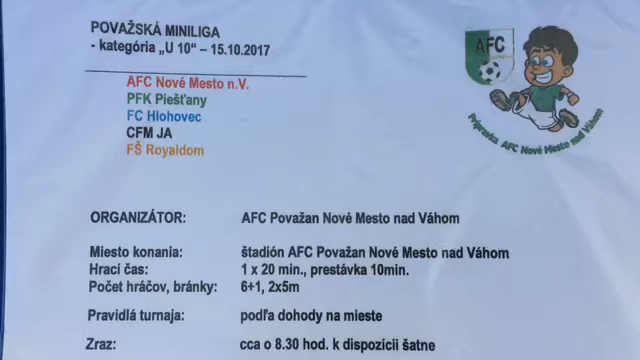 POVAŽSKÁ MINILIGA
- kategória „U 10" – 15.10.2017
AFC Nové Mesto n.V.
PFK Piešťany
FC Hlohovec
CFM JA
FŠ Royaldom
AFC
Prípravka AFC Nové Mesto nad Váhom
ORGANIZÁTOR: AFC Považan Nové Mesto nad Váhom
Miesto konania: štadión AFC Považan Nové Mesto nad Váhom
Hrací čas: 1 x 20 min., prestávka 10min.
Počet hráčov, bránky: 6+1, 2x5m
Pravidlá turnaja: podľa dohody na mieste
Zraz: cca o 8.30 hod. k dispozícii šatne